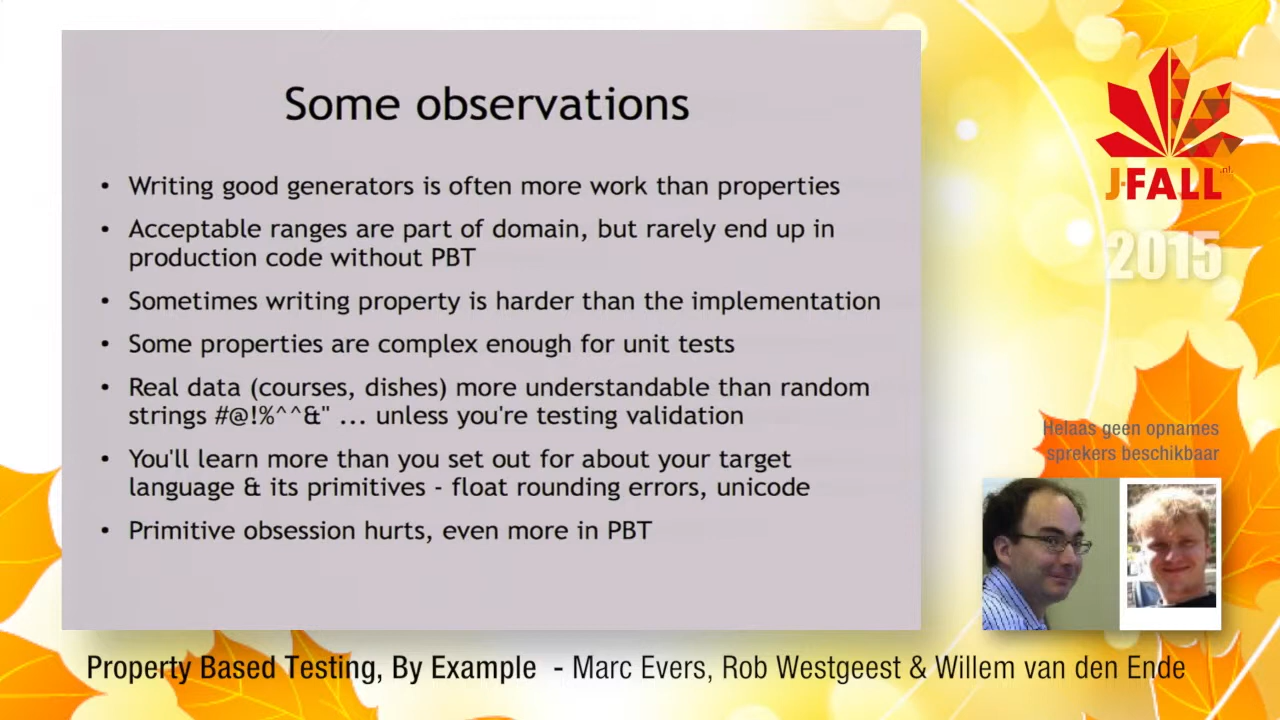 Some observations
• Writing good generators is often more work than properties
• Acceptable ranges are part of domain, but rarely end up in
production code without PBT
• Sometimes writing property is harder than the implementation
• Some properties are complex enough for unit tests
• Real data (courses, dishes) more understandable than random
strings #@!%^^&" ... unless you're testing validation
• You'll learn more than you set out for about your target
language & its primitives - float rounding errors, unicode
• Primitive obsession hurts, even more in PBT
J-FALL.nl
2015
Helaas geen opnames
sprekers beschikbaar
Property Based Testing, By Example - Marc Evers, Rob Westgeest & Willem van den Ende